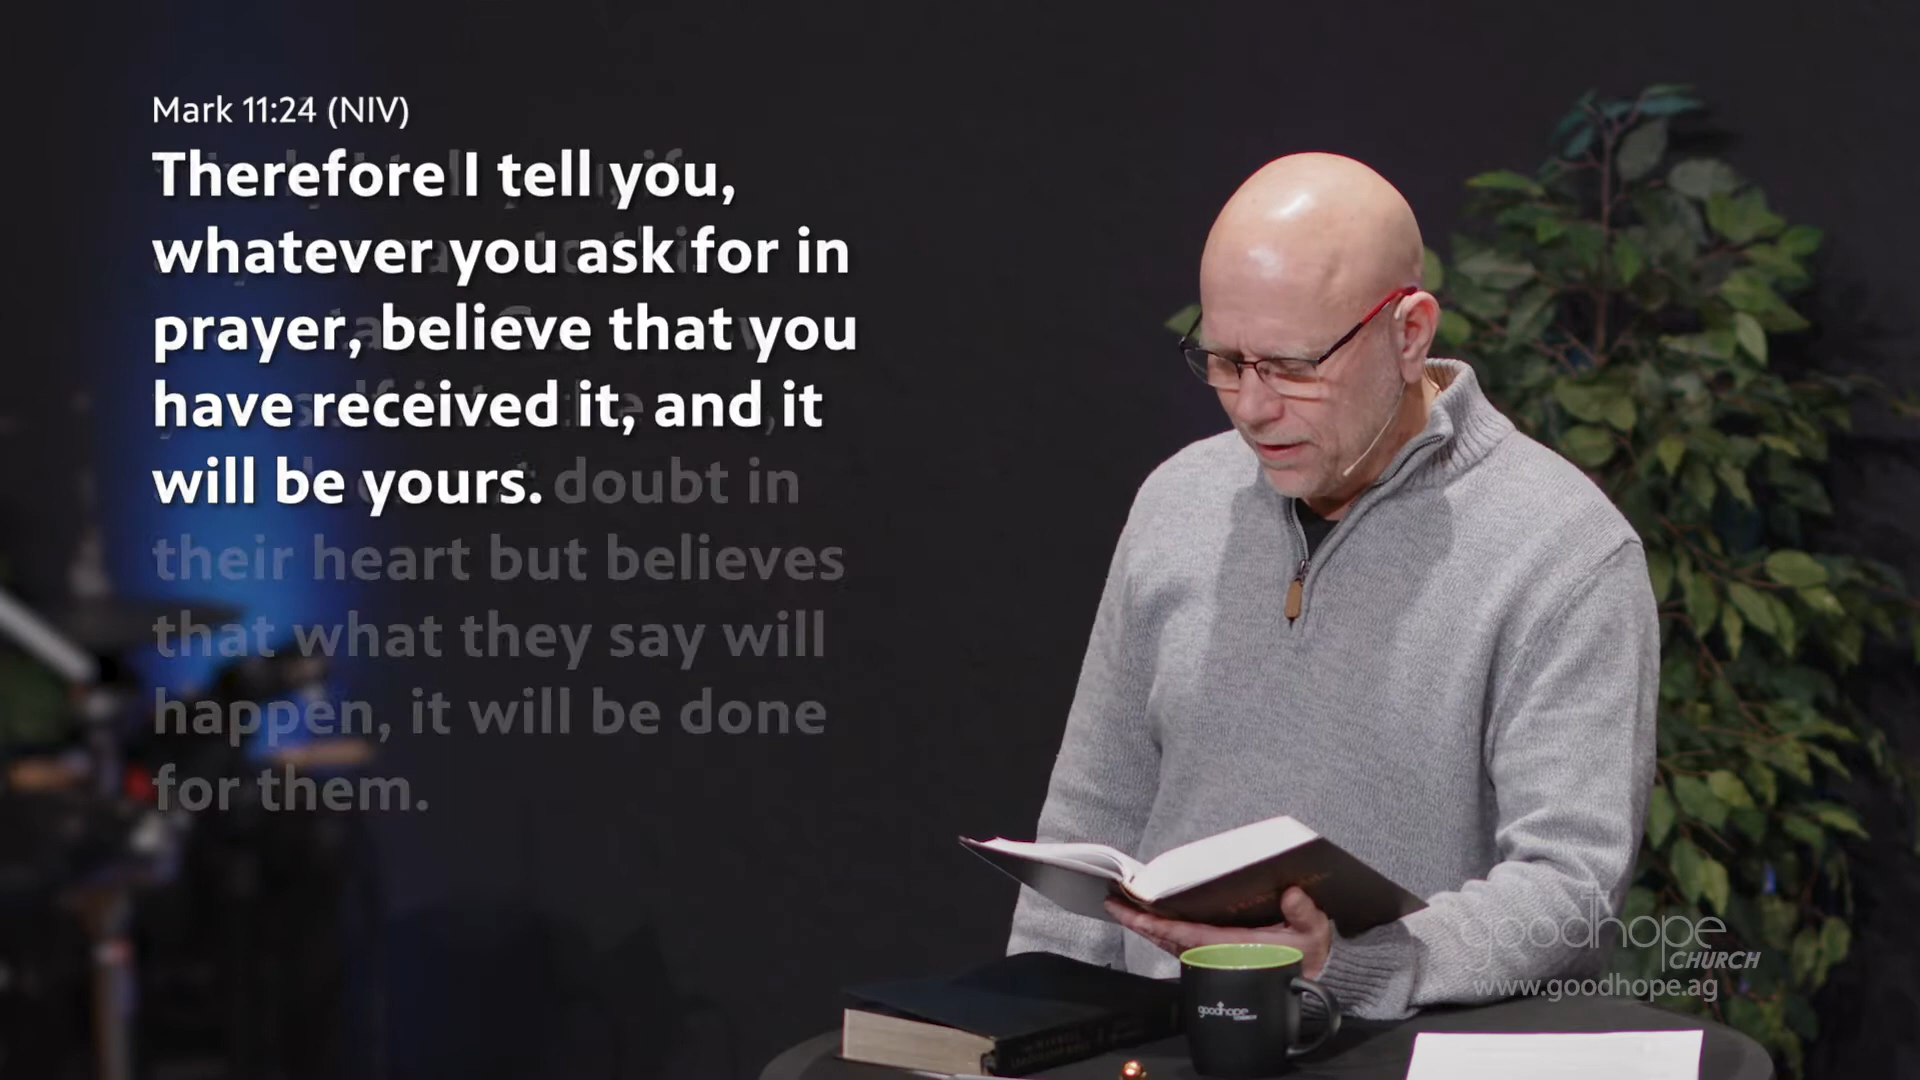 Mark 11:24 (NIV)
Therefore I tell you,
whatever you ask for in
prayer, believe that you
have received it, and it
will be yours. doubt in
their heart but believes
that what they say will
happen, it will be done
for them.
goodhope
CHURCH
www.goodhope.ag
goodhope
CHURCH